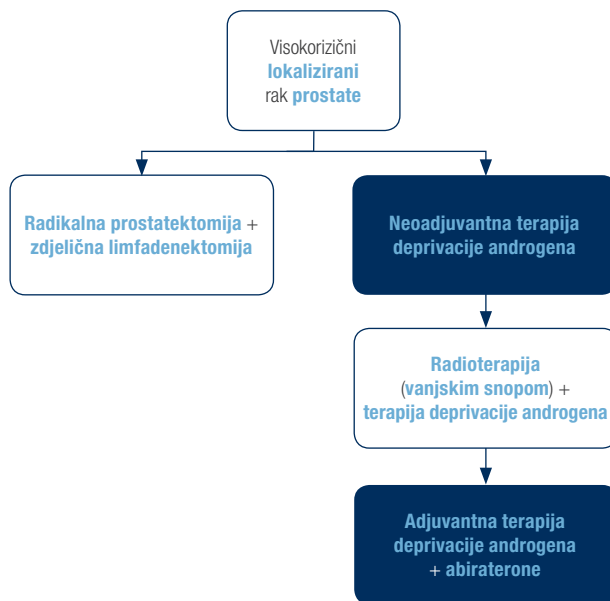 Visokorizični
lokalizirani
rak prostate
Radikalna prostatektomija +
zdjelična limfadenektomija
Neoadjuvantna terapija
deprivacije androgena
Radioterapija
(vanjskim snopom) +
terapija deprivacije androgena
Adjuvantna terapija
deprivacije androgena
+ abiraterone